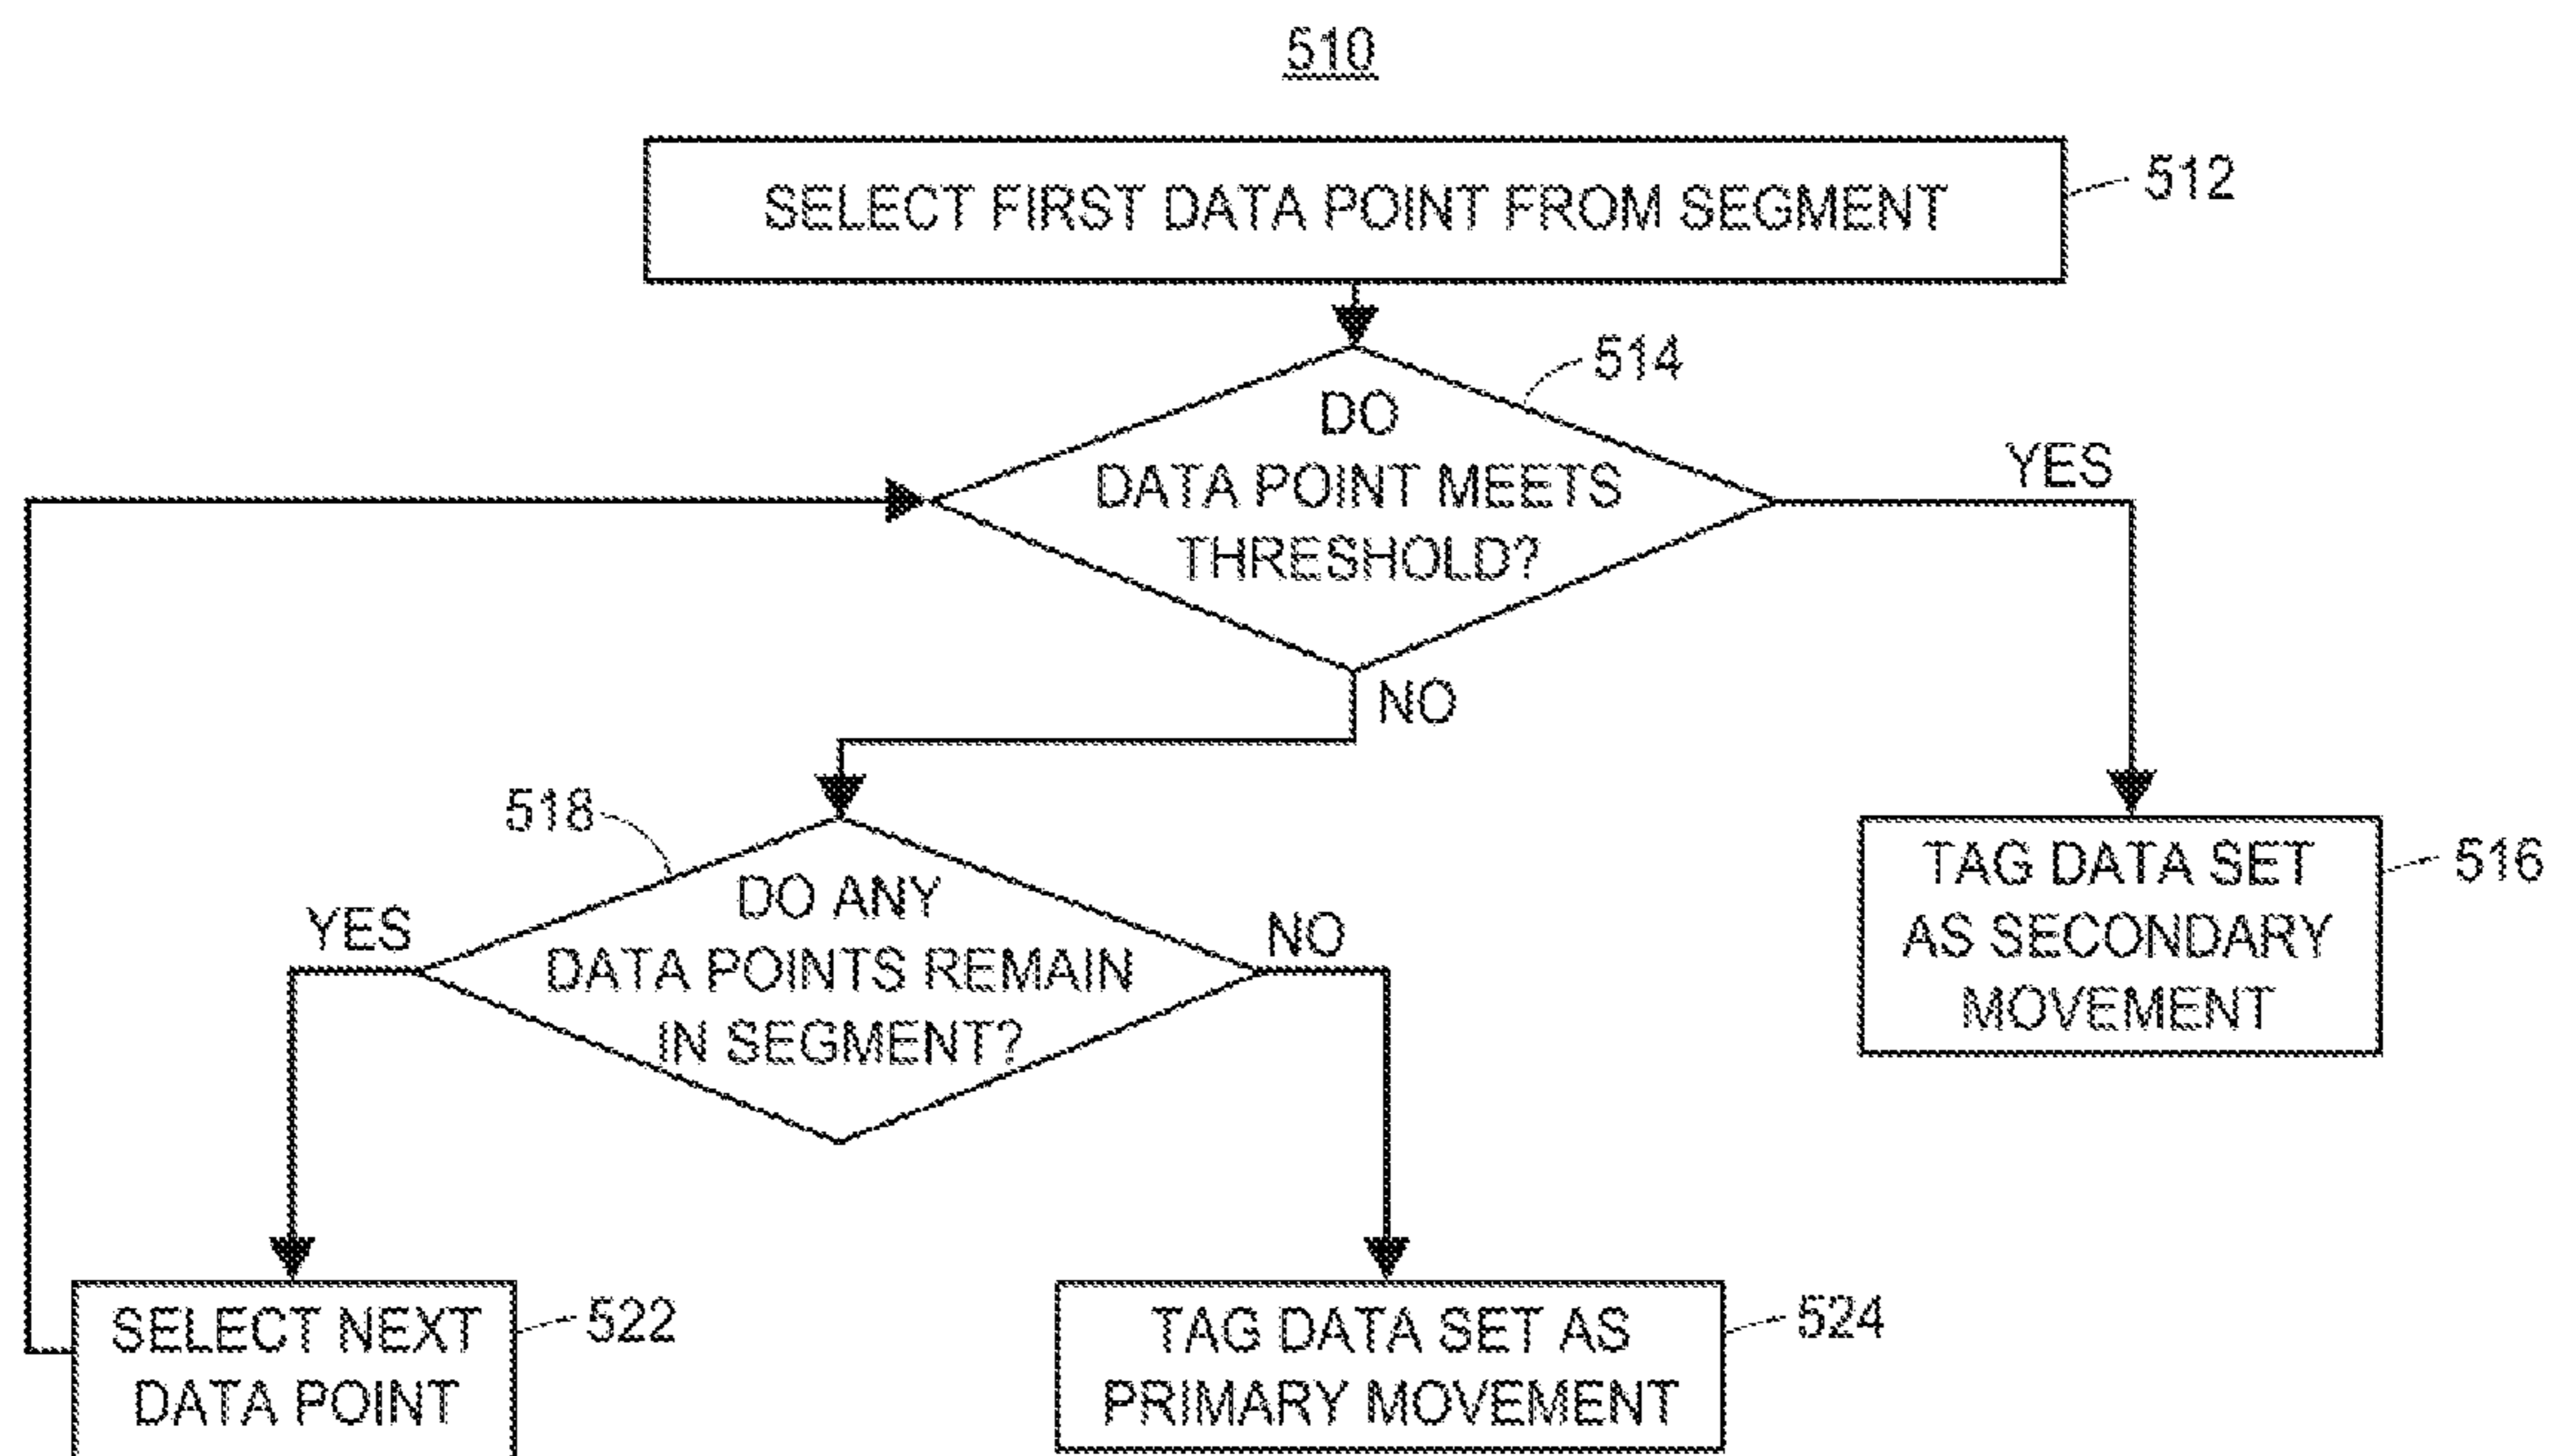 510
SELECT FIRST DATA POINT FROM SEGMENT
512
514
DO
DATA POINT MEETS
THRESHOLD?
YES
NO
518
DO ANY
DATA POINTS REMAIN
IN SEGMENT?
YES
NO
TAG DATA SET
AS SECONDARY
MOVEMENT
516
SELECT NEXT
DATA POINT
522
TAG DATA SET AS
PRIMARY MOVEMENT
524